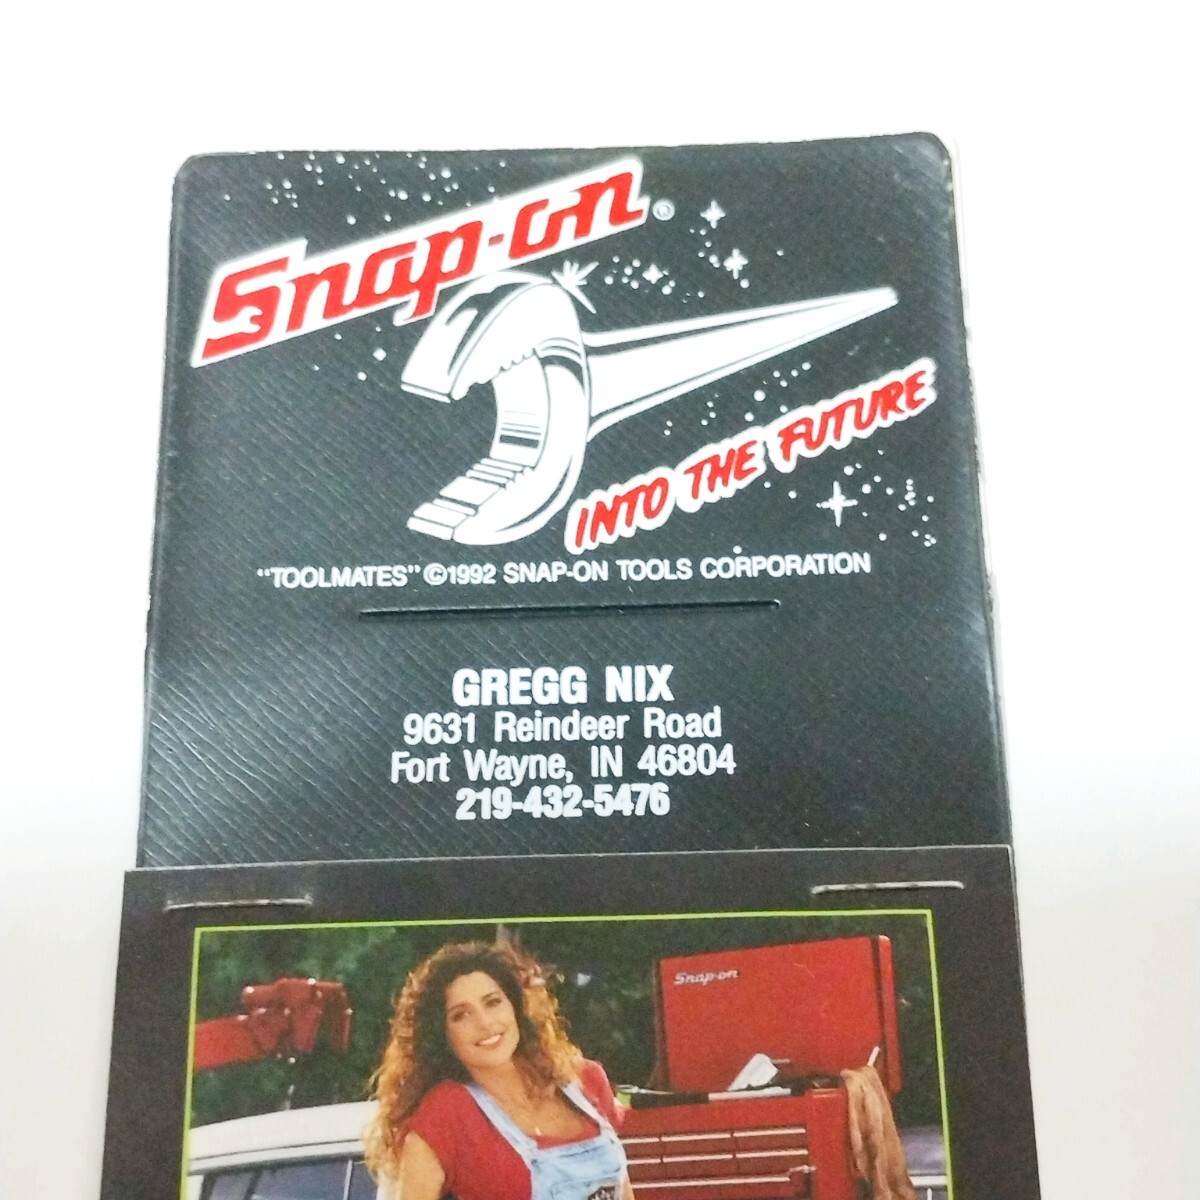 Snap-on®
INTO THE FUTURE
"TOOLMATES" ©1992 SNAP-ON TOOLS CORPORATION
GREGG NIX
9631 Reindeer Road
Fort Wayne, IN 46804
219-432-5476
Snap-on